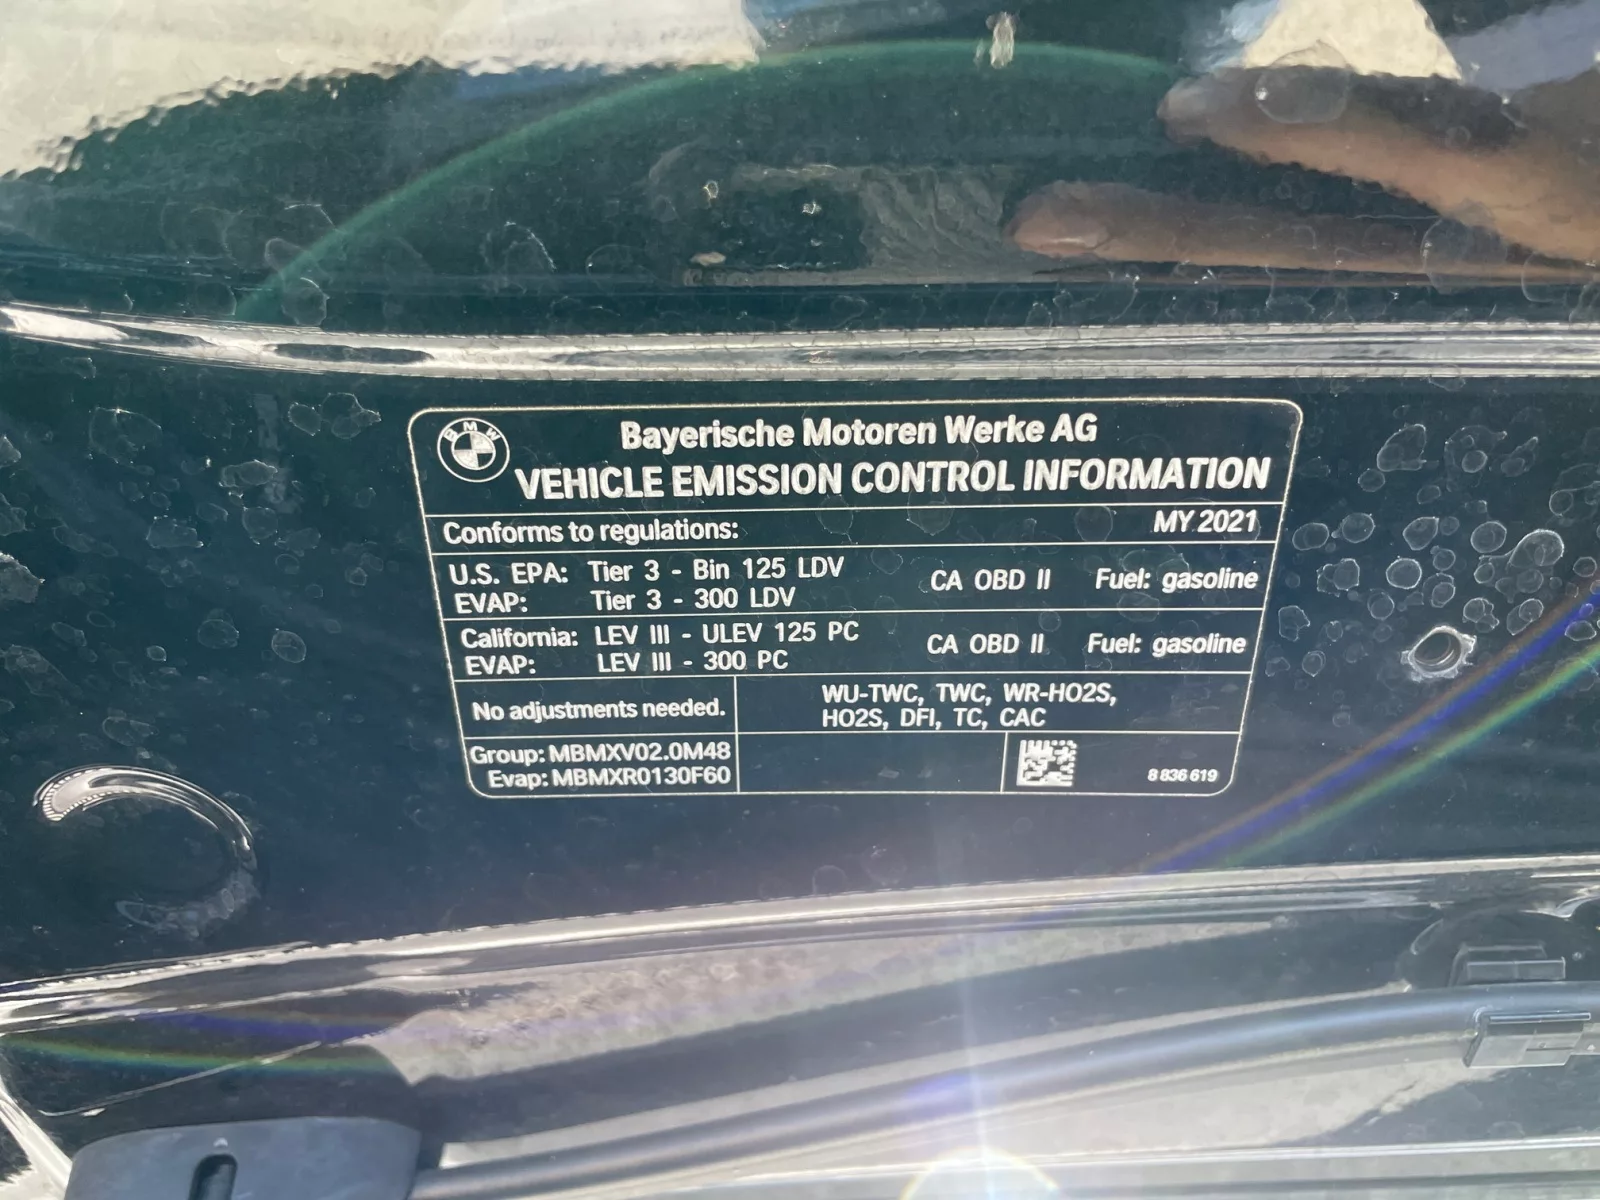 BMW
Bayerische Motoren Werke AG
VEHICLE EMISSION CONTROL INFORMATION
Conforms to regulations: MY 2021
U.S. EPA: Tier 3 - Bin 125 LDV CA OBD II Fuel: gasoline
EVAP: Tier 3 - 300 LDV
California: LEV III - ULEV 125 PC CA OBD II Fuel: gasoline
EVAP: LEV III - 300 PC
No adjustments needed.
WU-TWC, TWC, WR-HO2S,
HO2S, DFI, TC, CAC
Group: MBMXV02.0M48
Evap: MBMXR0130F60
8 836 619